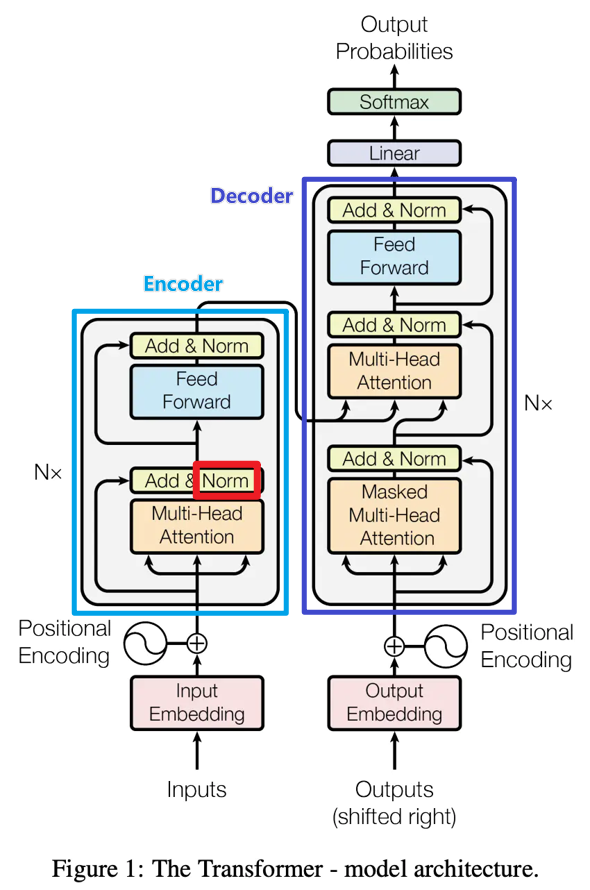 Output
Probabilities
Softmax
Linear
Decoder
Add & Norm
Feed
Forward
Add & Norm
Multi-Head
Attention
Nx
Add & Norm
Masked
Multi-Head
Attention
Encoder
Add & Norm
Feed
Forward
Nx
Add & Norm
Multi-Head
Attention
Positional
Encoding
Positional
Encoding
Input
Embedding
Output
Embedding
Inputs
Outputs
(shifted right)
Figure 1: The Transformer - model architecture.